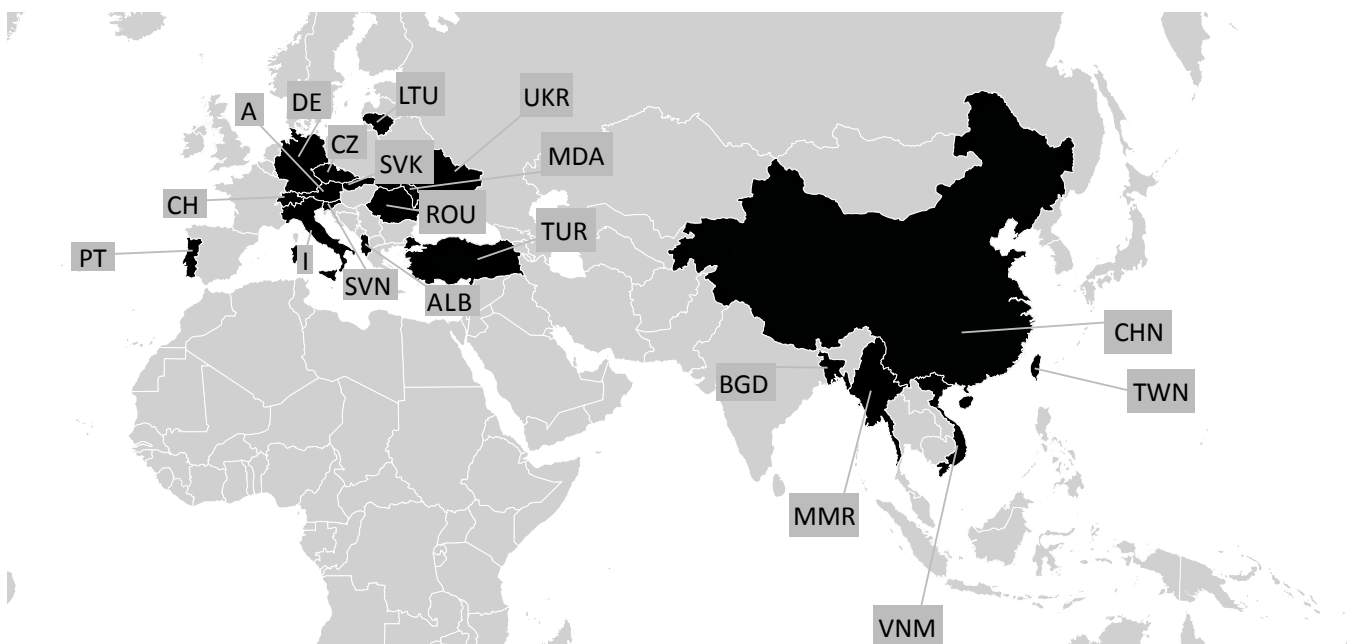 A
DE
LTU
UKR
CZ
SVK
MDA
CH
ROU
PT
I
SVN
ALB
TUR
CHN
BGD
TWN
MMR
VNM